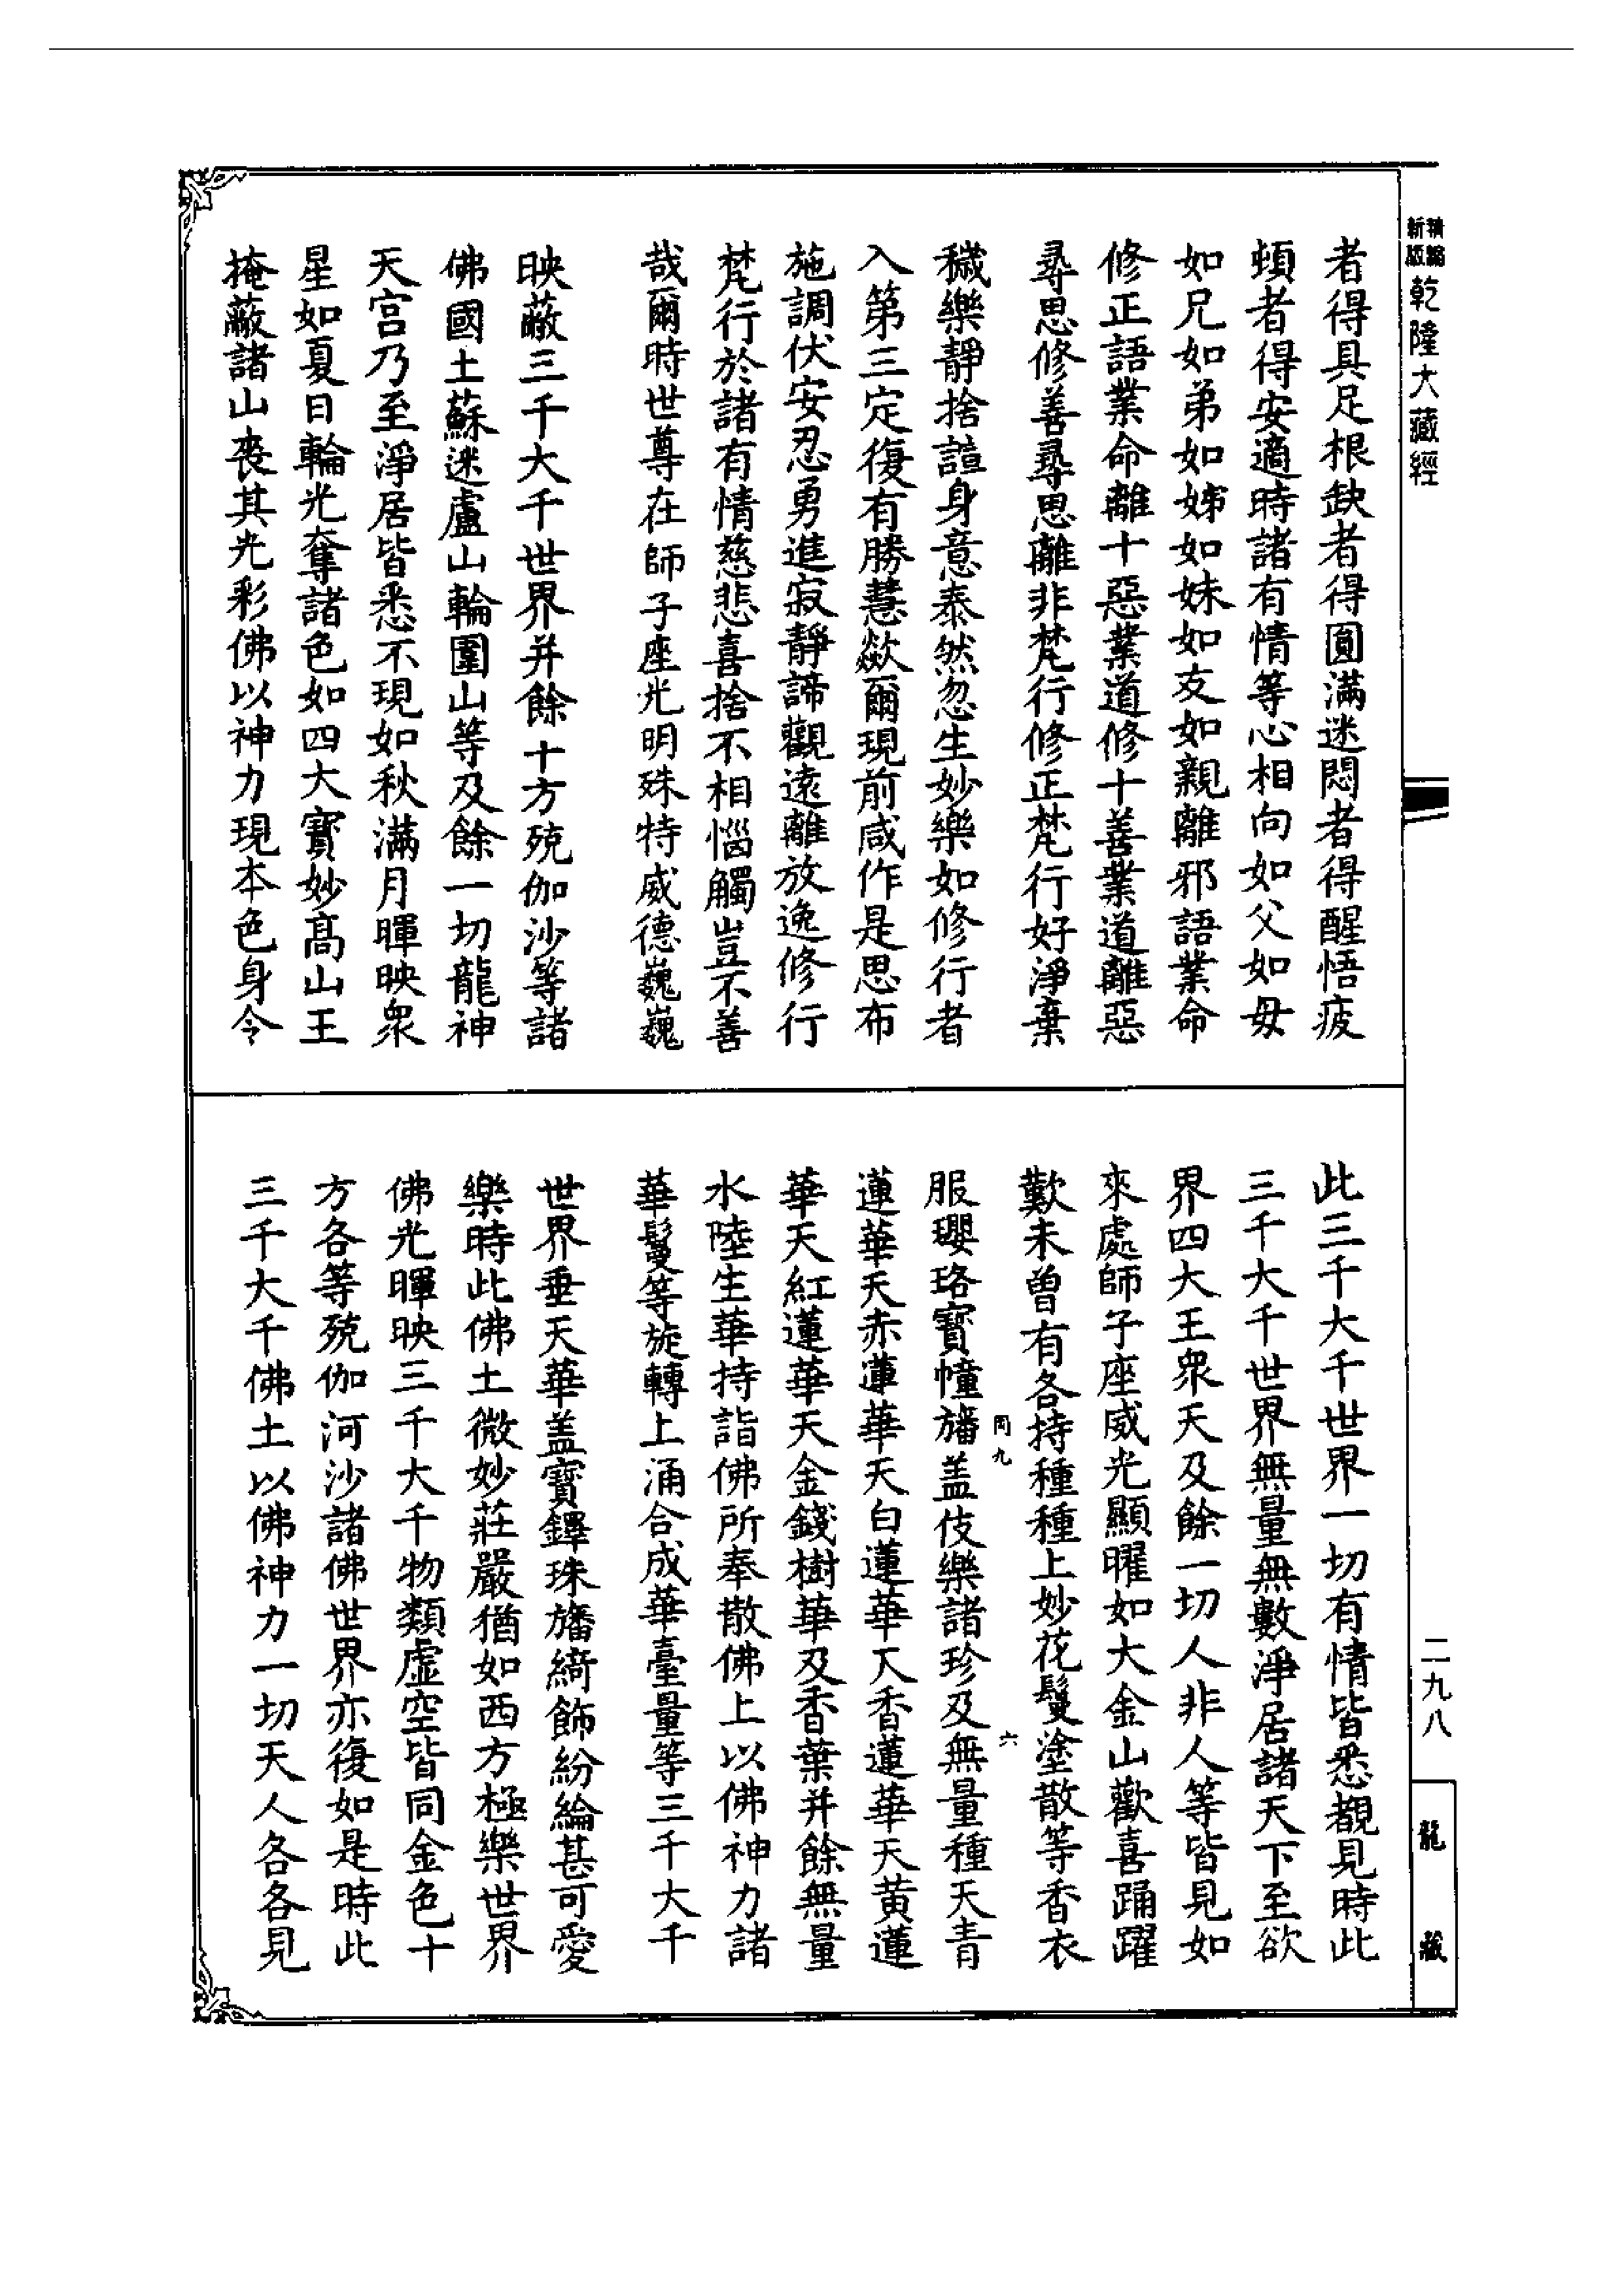 新編
縮版
乾隆大藏經
者得具足根缺者得圓滿迷悶者得醒悟疲
頓者得安適時諸有情等心相向如父如母
如兄如弟如姊如妹如友如親離邪語業命
修正語業命離十惡業道修十善業道離惡
尋思修善尋思離非梵行修正梵行好淨棄
穢樂靜捨諠身意泰然忽生妙樂如修行者
入第三定復有勝慧欻爾現前咸作是思布
施調伏安忍勇進寂靜諦觀遠離放逸修行
梵行於諸有情慈悲喜捨不相惱觸豈不善
哉爾時世尊在師子座光明殊特威德巍巍
映蔽三千大千世界并餘十方殑伽沙等諸
佛國土蘇迷盧山輪圍山等及餘一切龍神
天宮乃至淨居皆悉不現如秋滿月暉映衆
星如夏日輪光奪諸色如四大寶妙高山王
掩蔽諸山喪其光彩佛以神力現本色身令
此三千大千世界一切有情皆悉覩見時此
三千大千世界無量無數淨居諸天下至欲
界四大王衆天及餘一切人非人等皆見如
來處師子座威光顯曜如大金山歡喜踊躍
歎未曾有各持種種上妙花鬘塗散等香衣
服瓔珞寶幢旛盖伎樂諸珍及無量種天青
蓮華天赤蓮華天白蓮華天香蓮華天黃蓮
華天紅蓮華天金錢樹華及香葉并餘無量
水陸生華持詣佛所奉散佛上以佛神力諸
華鬘等旋轉上涌合成華臺量等三千大千
世界垂天華盖寶鐸珠旛綺飾紛綸甚可愛
樂時此佛土微妙莊嚴猶如西方極樂世界
佛光暉映三千大千物類虛空皆同金色十
方各等殑伽河沙諸佛世界亦復如是時此
三千大千佛土以佛神力一切天人各各見
九
六
二九八
龍藏